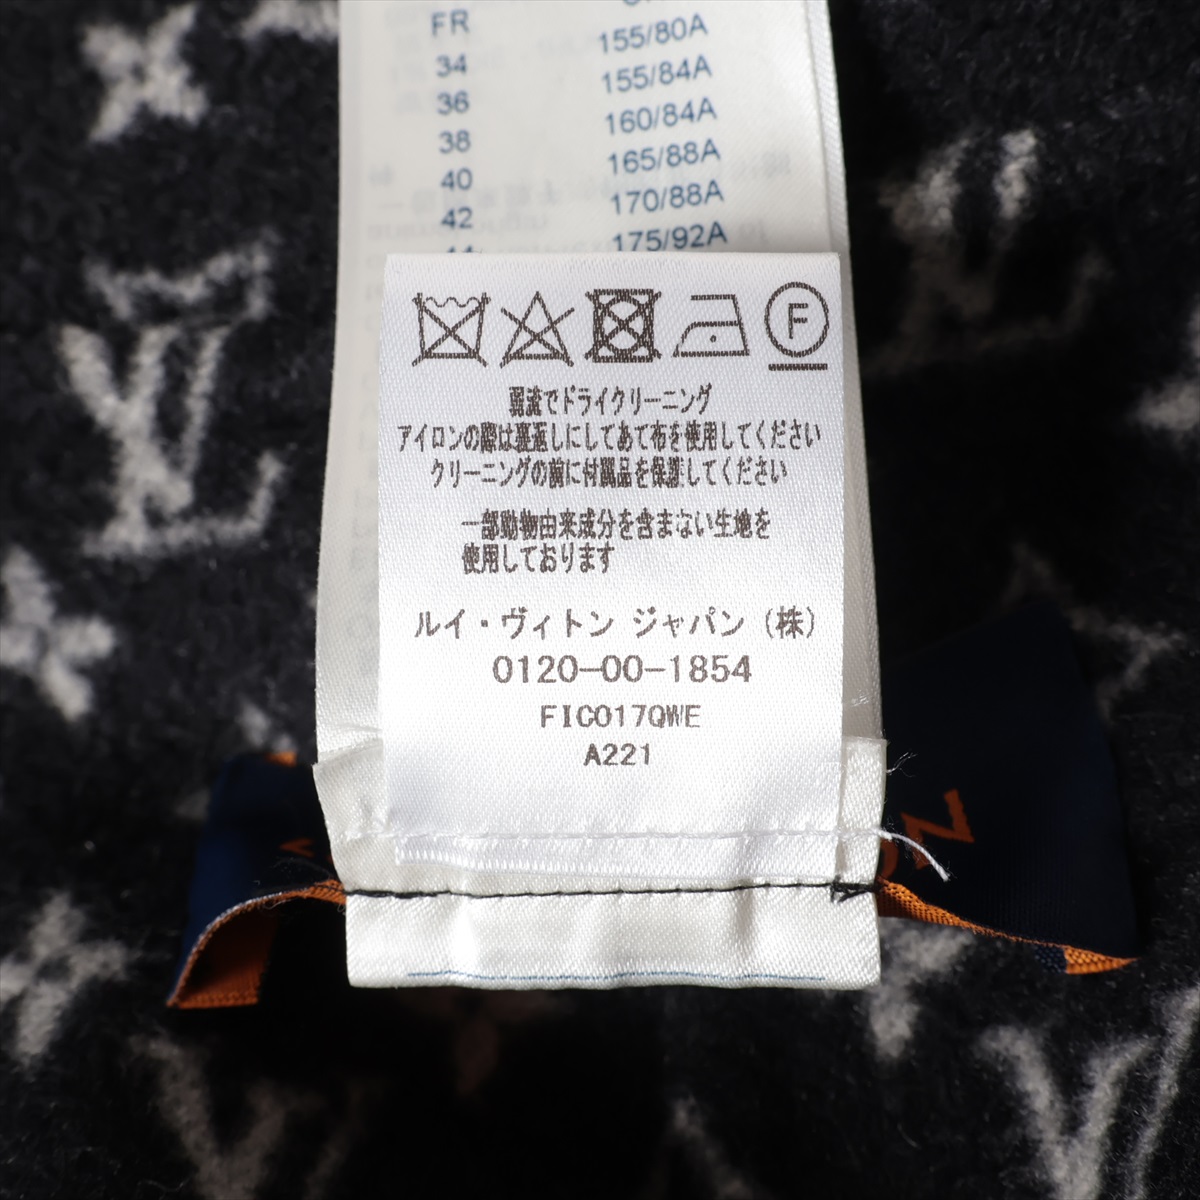 FR
34
155/80A
36
155/84A
38
160/84A
40
165/88A
42
170/88A
175/92A
F
弱流でドライクリーニング
アイロンの際は裏返しにしてあて布を使用してください
クリーニングの前に付属品を保護してください
一部動物由来成分を含まない生地を
使用しております
ルイ・ヴィトン ジャパン (株)
0120-00-1854
FIC017QWE
A221